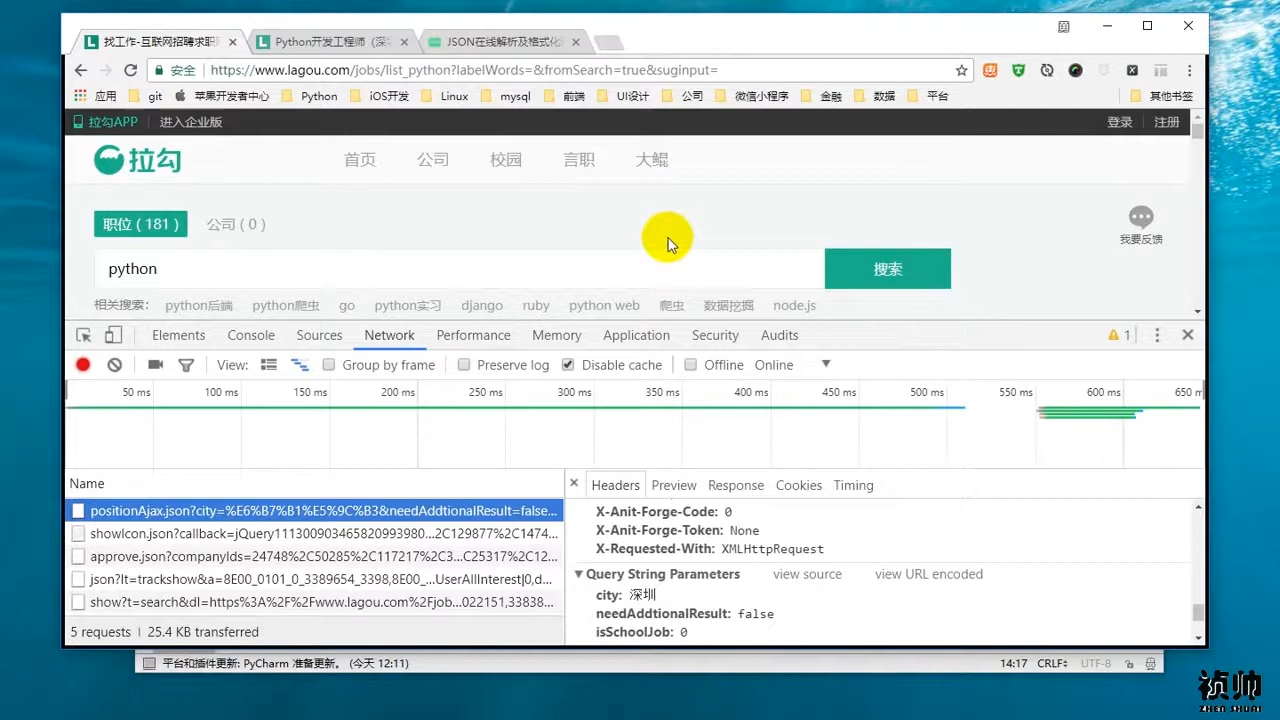 找工作-互联网招聘求职
Python开发工程师（深
JSON在线解析及格式化
安全
https://www.lagou.com/jobs/list_python?labelWords=&fromSearch=true&suginput=
应用 git 苹果开发者中心 Python iOS开发 Linux mysql 前端 UI设计 公司 微信小程序 金融 数据 平台 其他书签
拉勾APP 进入企业版 登录 注册
拉勾 首页 公司 校园 言职 大鲲
职位 ( 181 ) 公司 ( 0 )
我要反馈
python 搜索
相关搜索： python后端 python爬虫 go python实习 django ruby python web 爬虫 数据挖掘 node.js
Elements Console Sources Network Performance Memory Application Security Audits 1
View: Group by frame Preserve log Disable cache Offline Online
50 ms 100 ms 150 ms 200 ms 250 ms 300 ms 350 ms 400 ms 450 ms 500 ms 550 ms 600 ms 650 m
Name
Headers Preview Response Cookies Timing
positionAjax.json?city=%E6%B7%B1%E5%9C%B3&needAddtionalResult=false...
showIcon.json?callback=jQuery111300903465820993980...2C129877%2C1474...
approve.json?companyIds=24748%2C50285%2C117217%2C3...C25317%2C12...
json?lt=trackshow&a=8E00_0101_0_3389654_3398,8E00_...UserAllInterest|0,d...
show?t=search&dl=https%3A%2F%2Fwww.lagou.com%2Fjob...022151,33838...
5 requests | 25.4 KB transferred
X-Anit-Forge-Code: 0
X-Anit-Forge-Token: None
X-Requested-With: XMLHttpRequest
Query String Parameters view source view URL encoded
city: 深圳
needAddtionalResult: false
isSchoolJob: 0
平台和插件更新: PyCharm 准备更新。 (今天 12:11) 14:17 CRLF UTF-8
祯帅
ZHEN SHUAI